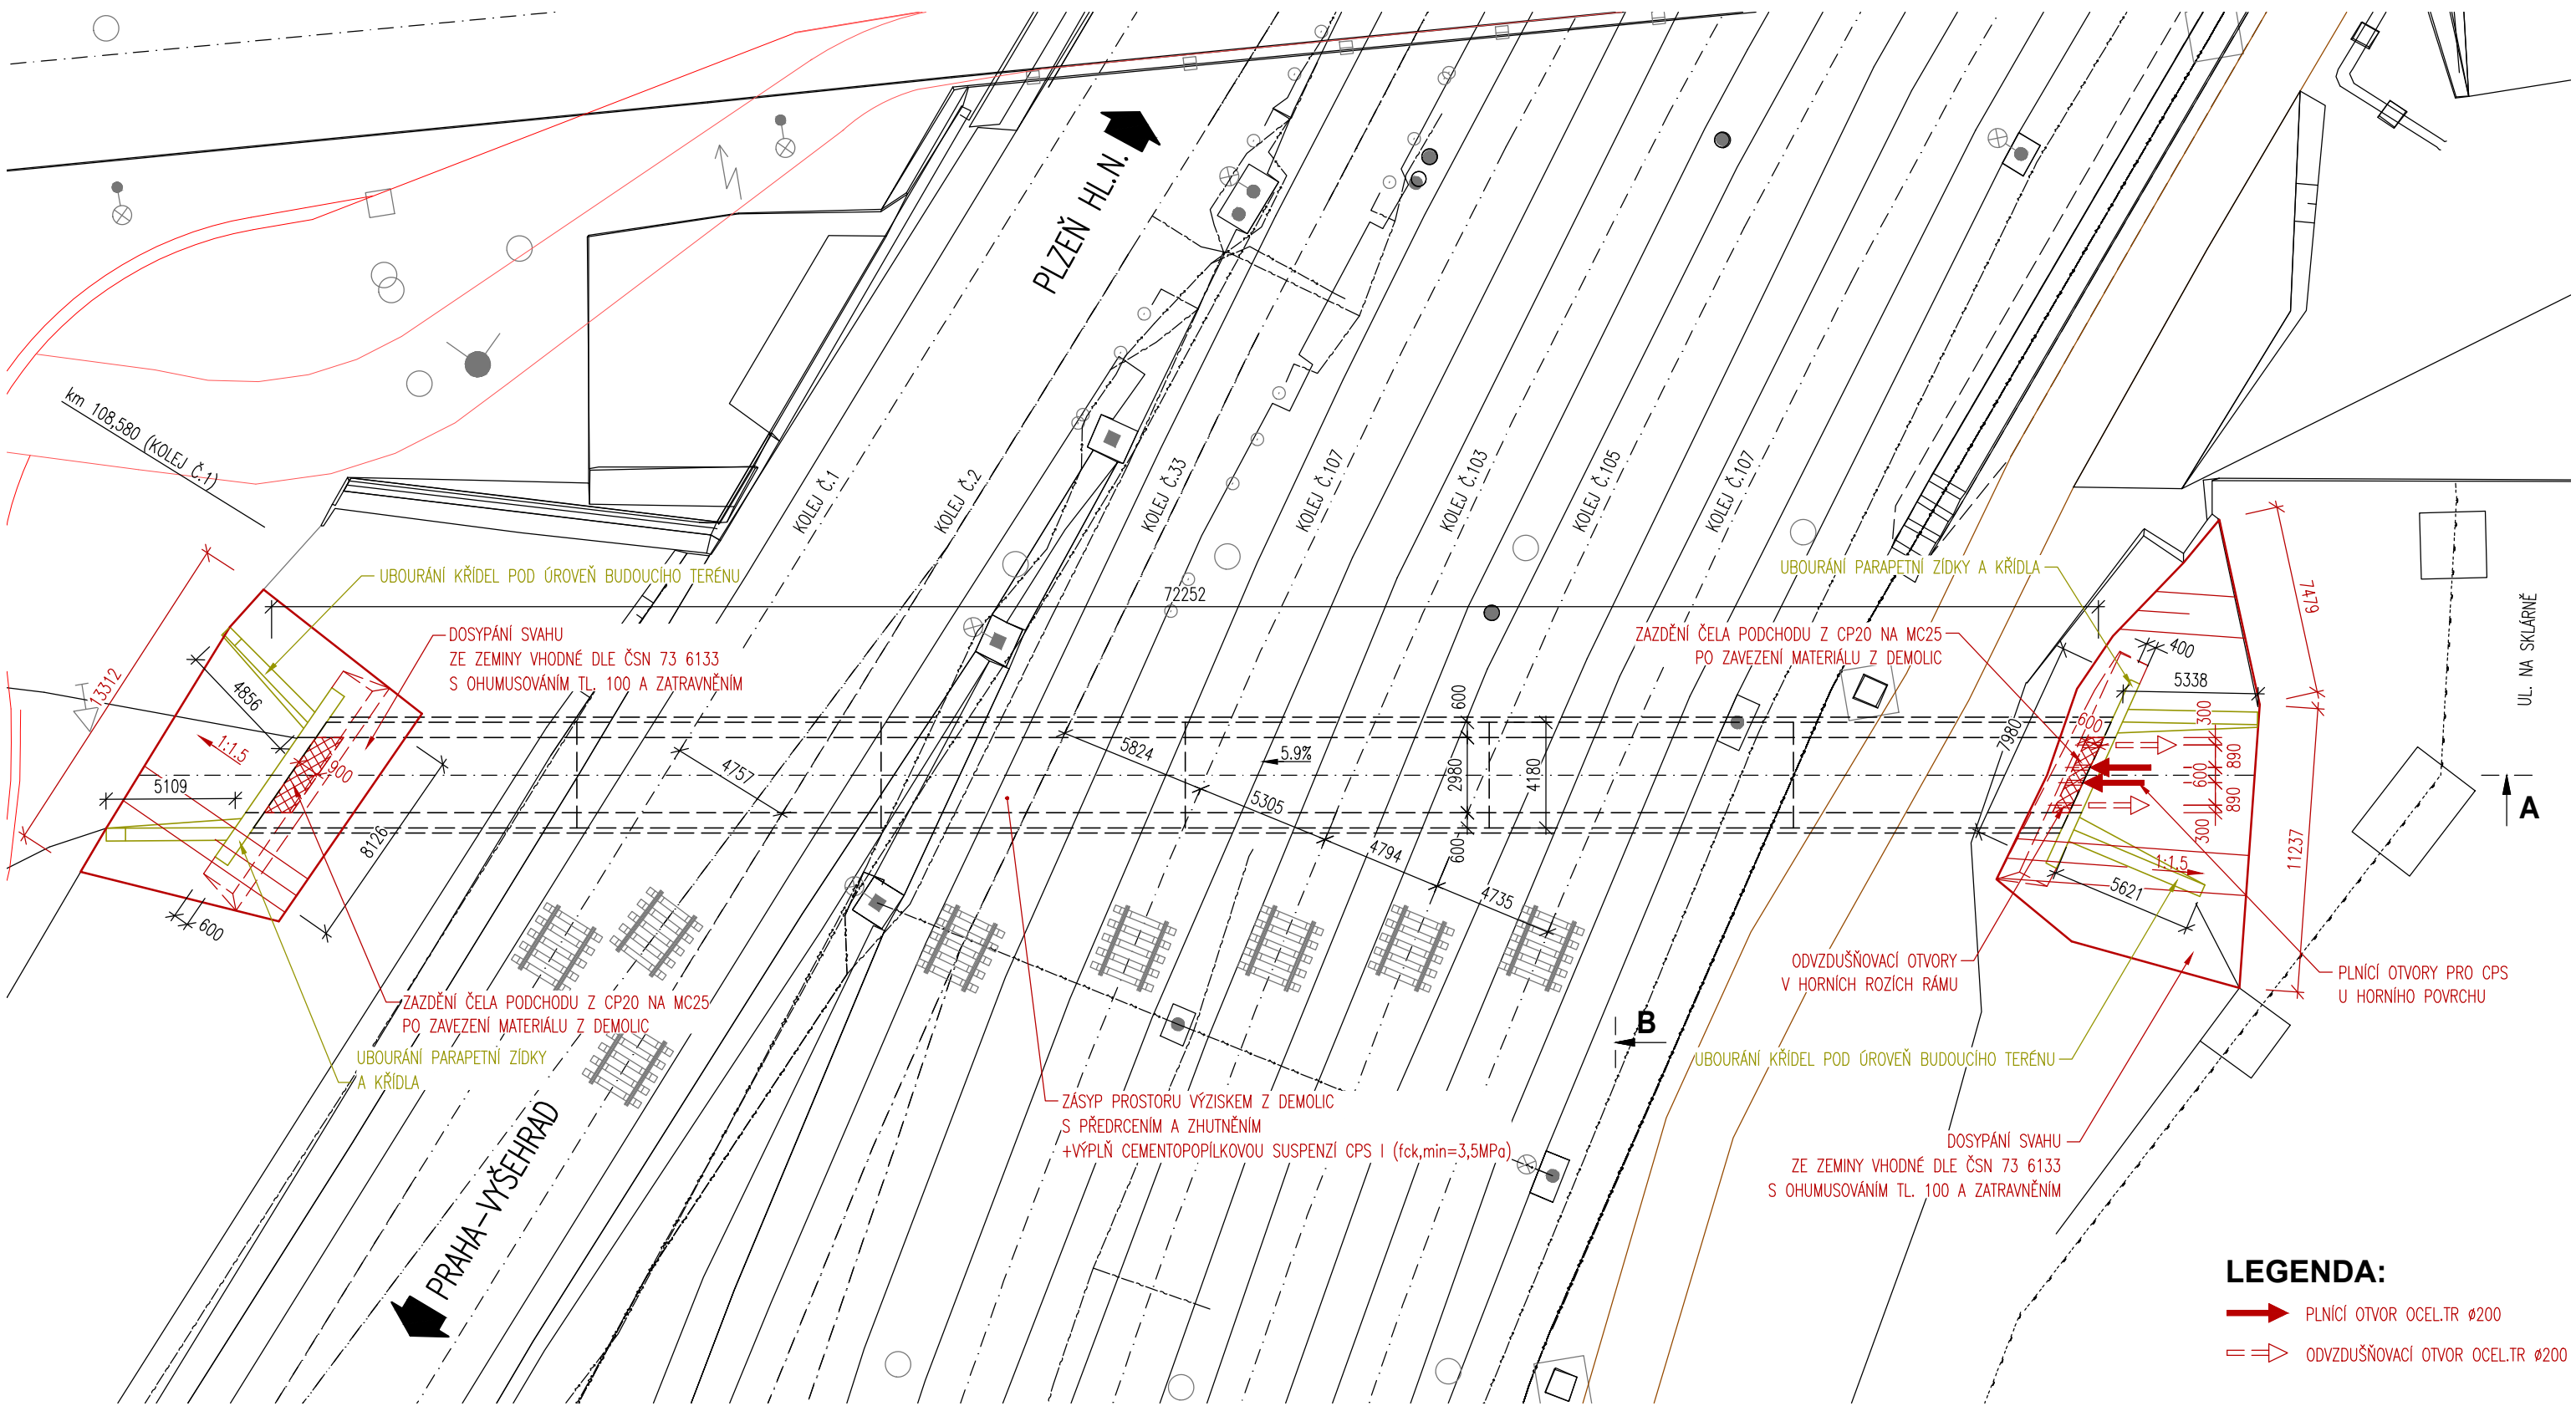 PLZEŇ HL.N.
km 108,580 (KOLEJ Č.1)
KOLEJ Č.1
KOLEJ Č.2
KOLEJ Č.33
KOLEJ Č.107
KOLEJ Č.103
KOLEJ Č.105
KOLEJ Č.107
UBOURÁNÍ KŘÍDEL POD ÚROVEŇ BUDOUCÍHO TERÉNU
72252
UBOURÁNÍ PARAPETNÍ ZÍDKY A KŘÍDLA
7479
UL. NA SKLÁRNĚ
DOSYPÁNÍ SVAHU
ZE ZEMINY VHODNÉ DLE ČSN 73 6133
S OHUMUSOVÁNÍM TL. 100 A ZATRAVNĚNÍM
ZAZDĚNÍ ČELA PODCHODU Z CP20 NA MC25
PO ZAVEZENÍ MATERIÁLU Z DEMOLIC
13312
4856
1:1.5
900
5109
8126
600
4757
5824
5.9%
5305
4794
4735
600
2980
600
4180
7980
400
5338
600
300
890
600
890
300
11237
1:1.5
5621
A
ODVZDUŠŇOVACÍ OTVORY
V HORNÍCH ROZÍCH RÁMU
PLNÍCÍ OTVORY PRO CPS
U HORNÍHO POVRCHU
ZAZDĚNÍ ČELA PODCHODU Z CP20 NA MC25
PO ZAVEZENÍ MATERIÁLU Z DEMOLIC
UBOURÁNÍ PARAPETNÍ ZÍDKY
A KŘÍDLA
B
UBOURÁNÍ KŘÍDEL POD ÚROVEŇ BUDOUCÍHO TERÉNU
ZÁSYP PROSTORU VÝZISKEM Z DEMOLIC
S PŘEDRCENÍM A ZHUTNĚNÍM
+VÝPLŇ CEMENTOPOPÍLKOVOU SUSPENZÍ CPS I (fck,min=3,5MPa)
DOSYPÁNÍ SVAHU
ZE ZEMINY VHODNÉ DLE ČSN 73 6133
S OHUMUSOVÁNÍM TL. 100 A ZATRAVNĚNÍM
PRAHA-VYŠEHRAD
LEGENDA:
PLNÍCÍ OTVOR OCEL.TR ø200
ODVZDUŠŇOVACÍ OTVOR OCEL.TR ø200